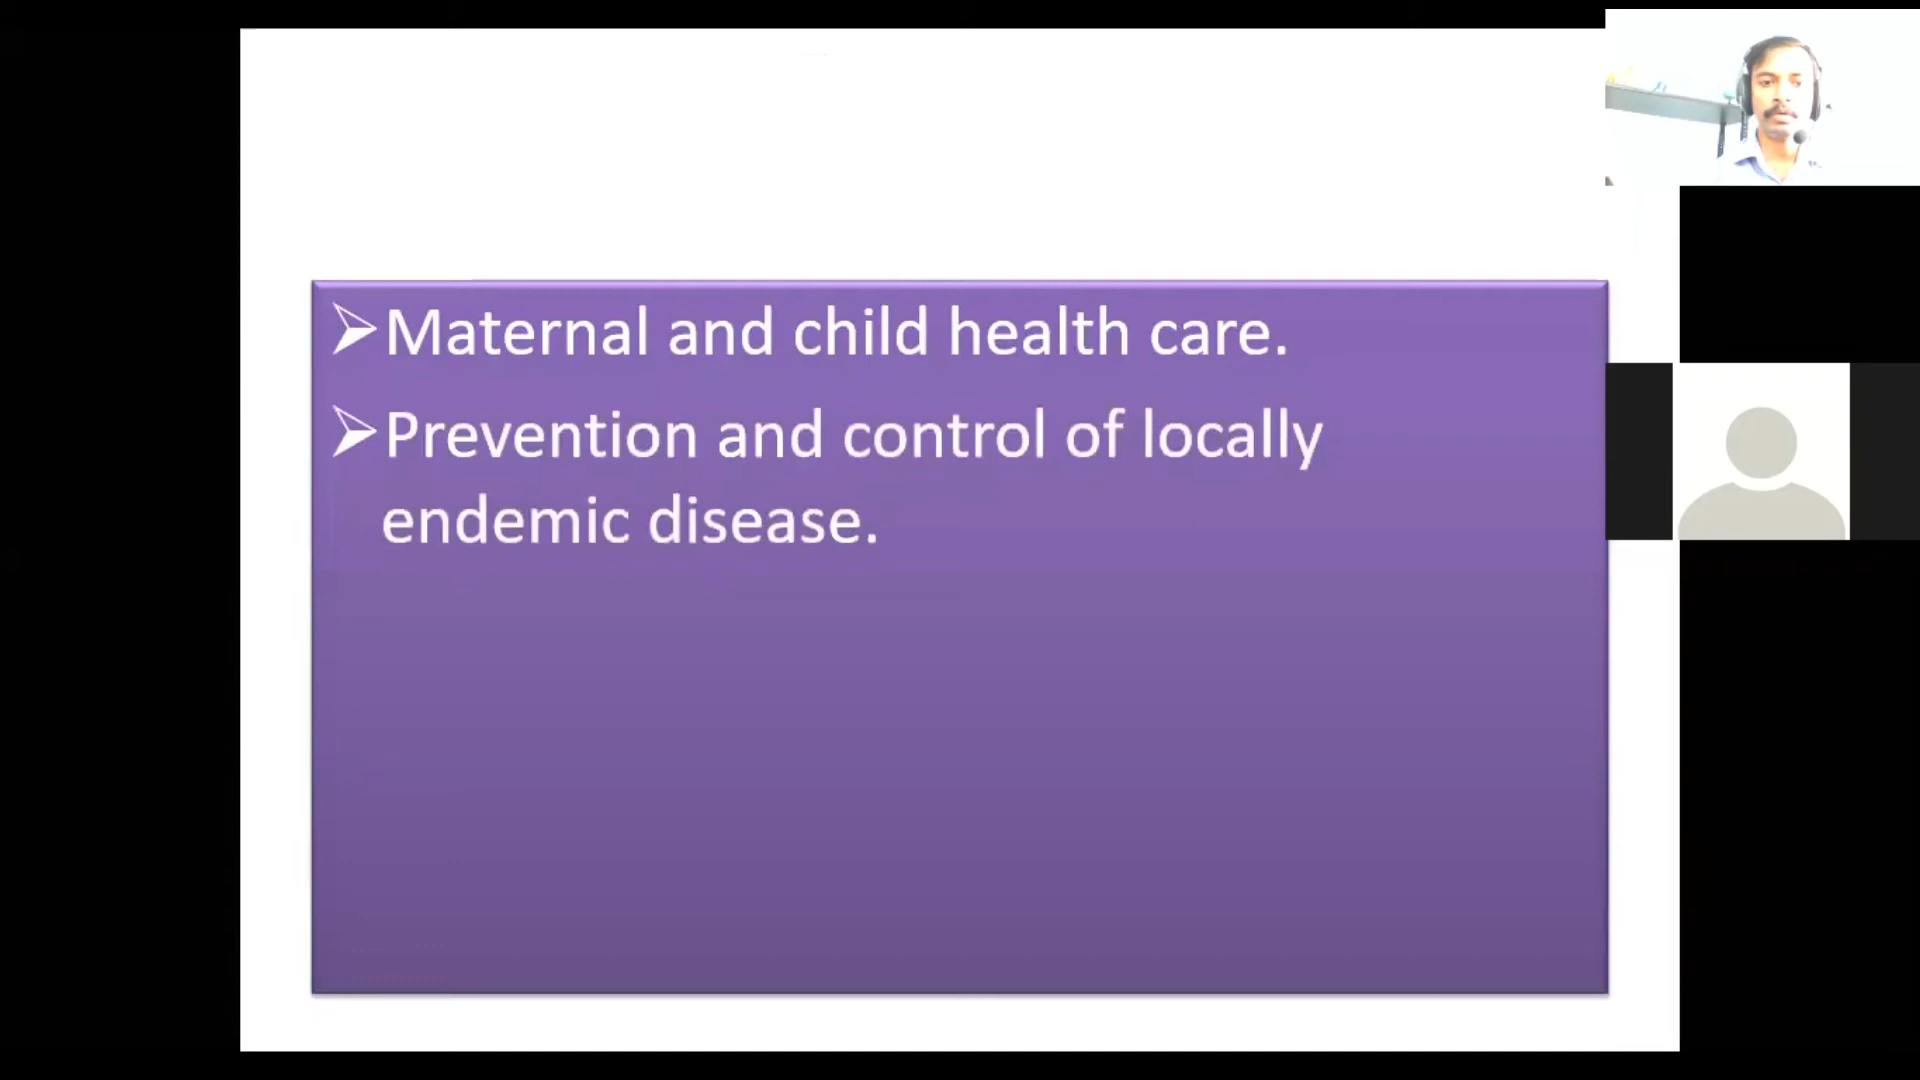 ➢Maternal and child health care.
➢Prevention and control of locally
endemic disease.